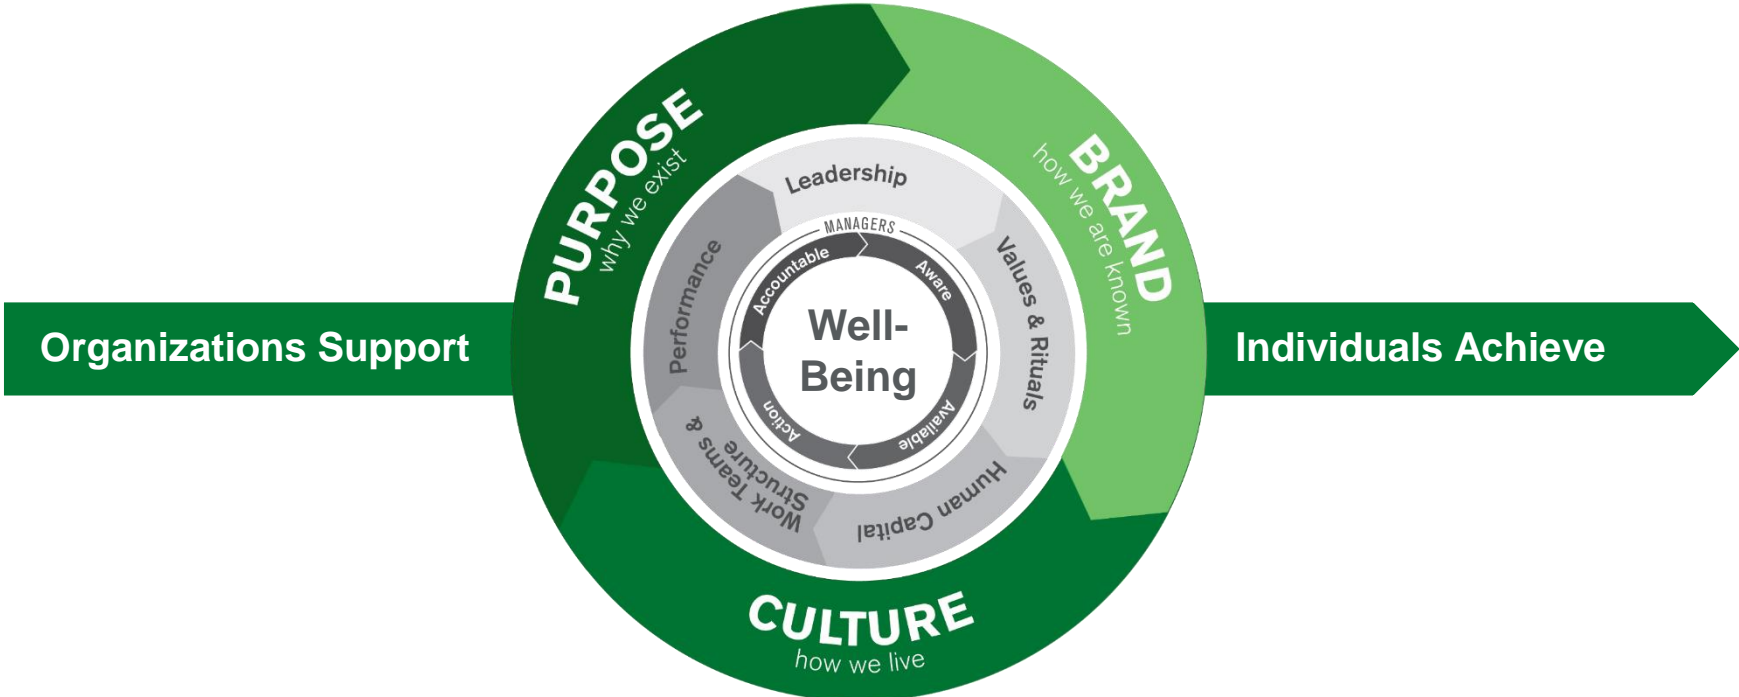 PURPOSE
why we exist
BRAND
how we are known
CULTURE
how we live
Leadership
Values & Rituals
Human Capital
Work Teams &
Structure
Performance
MANAGERS
Accountable
Aware
Available
Action
Well-
Being
Organizations Support
Individuals Achieve